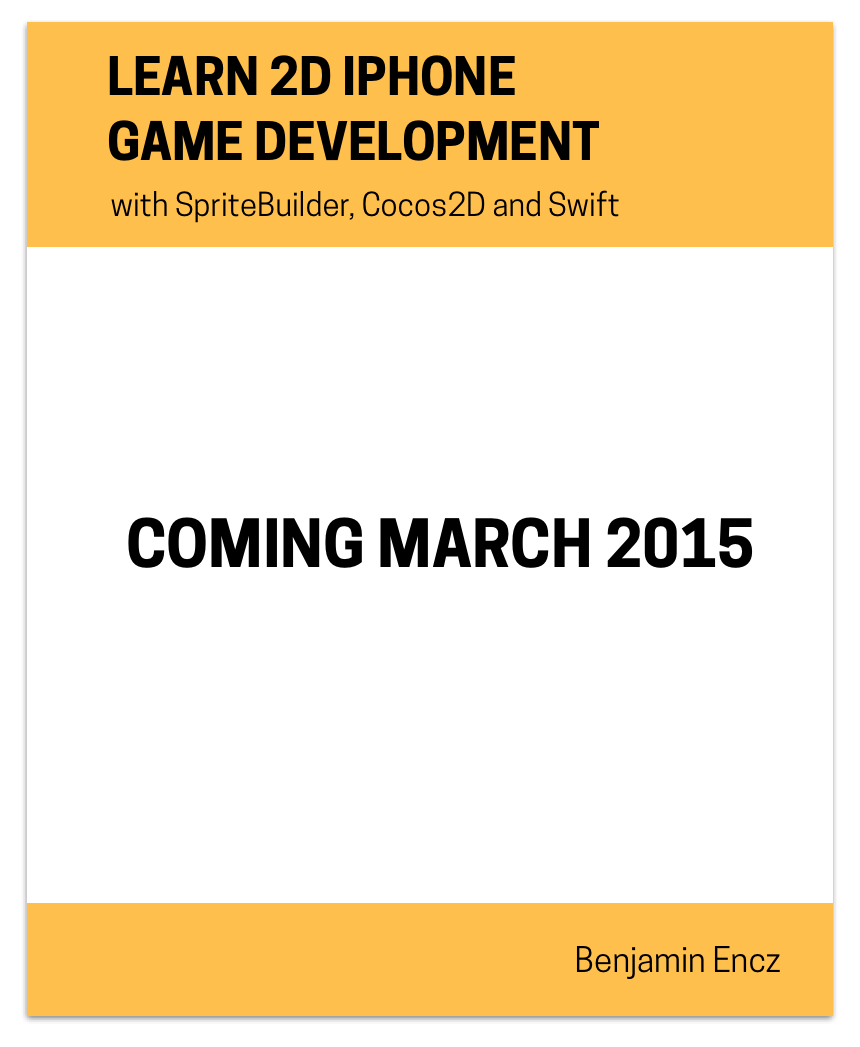 LEARN 2D IPHONE
GAME DEVELOPMENT
with SpriteBuilder, Cocos2D and Swift
COMING MARCH 2015
Benjamin Encz